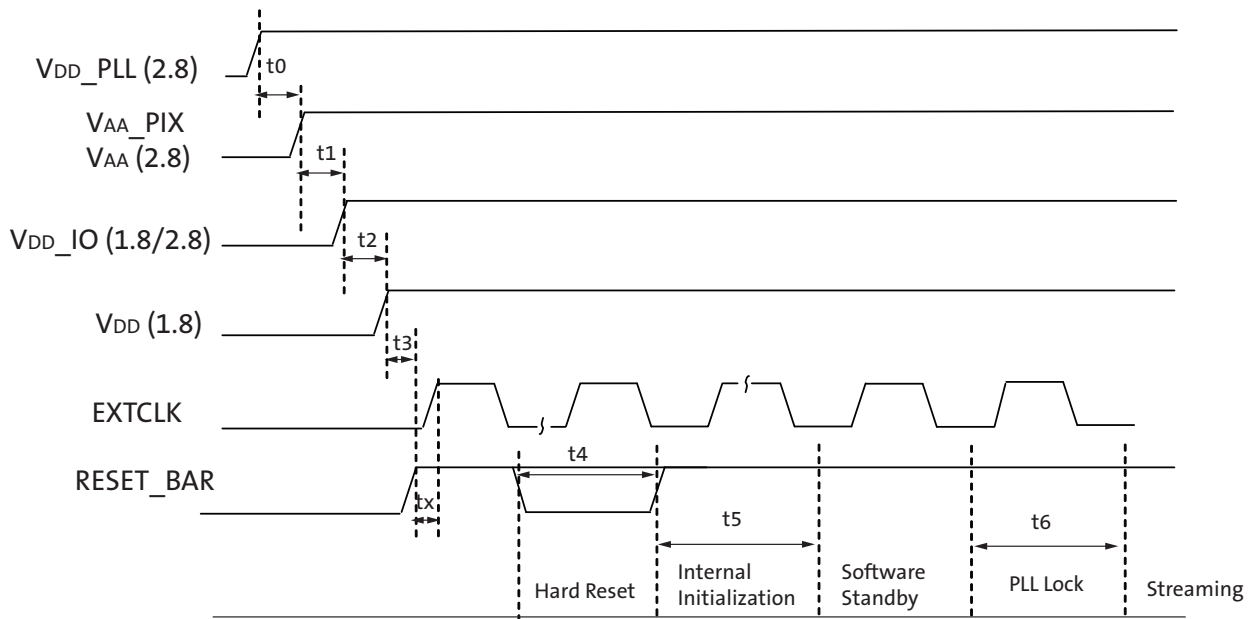 VDD_PLL (2.8)
t0
VAA_PIX
VAA (2.8)
t1
VDD_IO (1.8/2.8)
t2
VDD (1.8)
t3
EXTCLK
RESET_BAR
tx
t4
t5
t6
Hard Reset
Internal
Initialization
Software
Standby
PLL Lock
Streaming